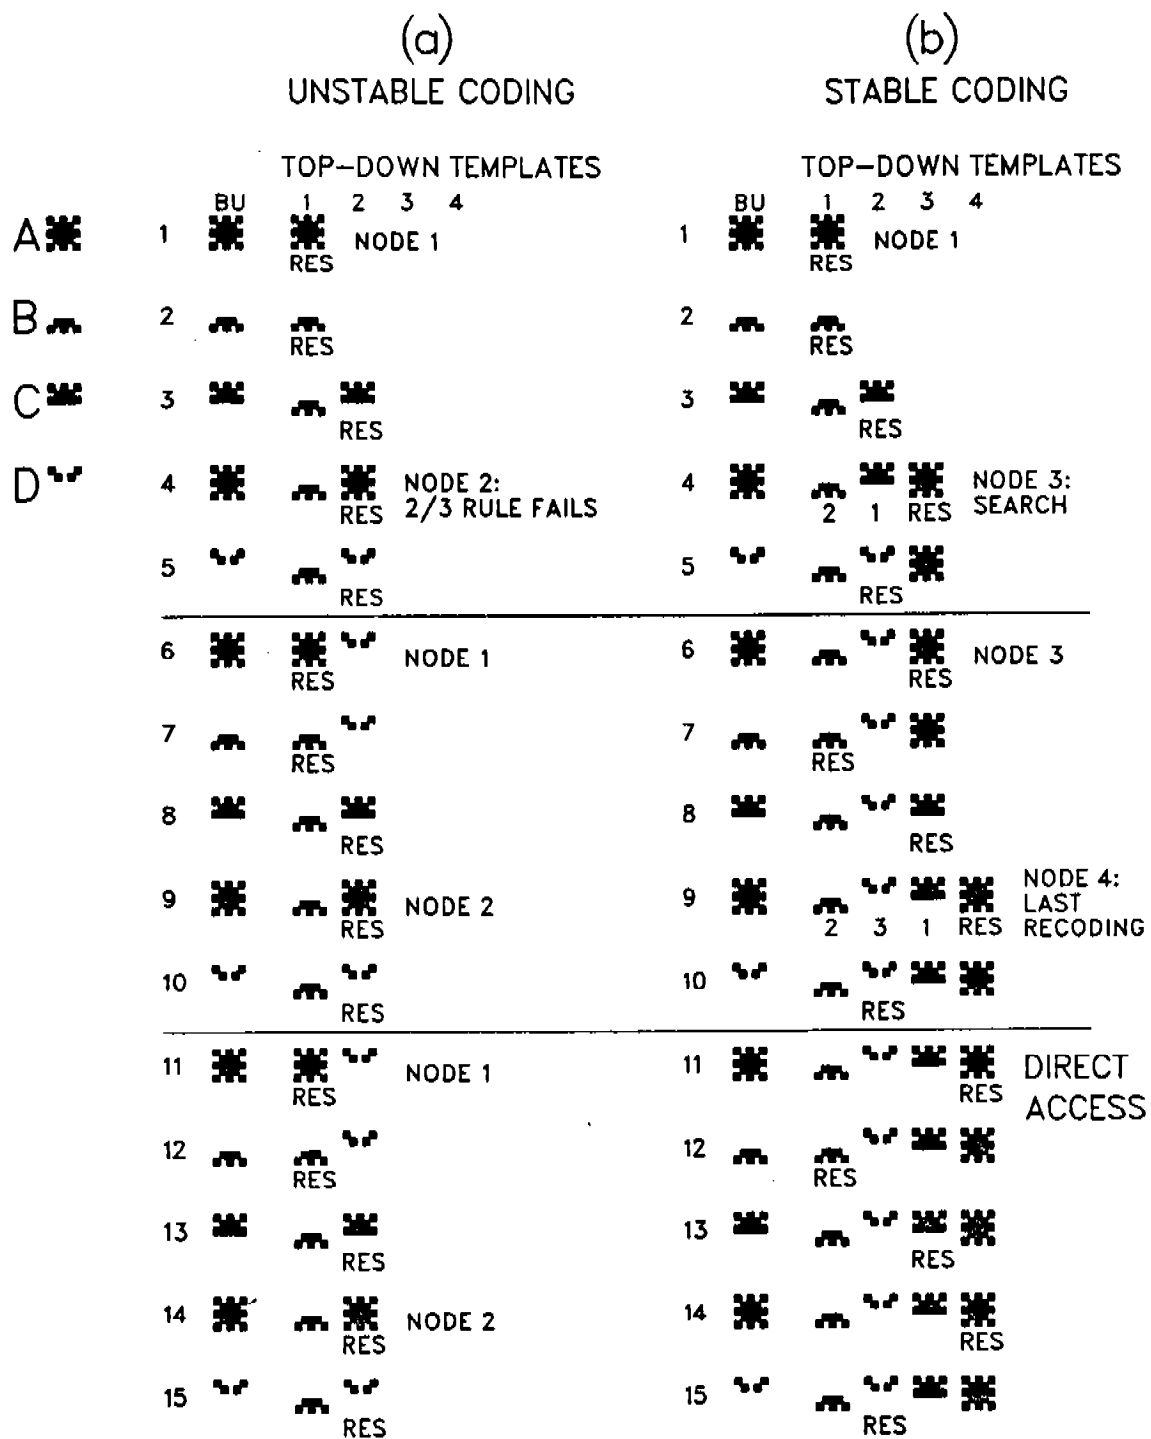 (a) (b)
UNSTABLE CODING STABLE CODING
TOP-DOWN TEMPLATES TOP-DOWN TEMPLATES
BU 1 2 3 4 BU 1 2 3 4
A 1 NODE 1 1 NODE 1
RES RES
B 2 2
RES RES
C 3 3
RES RES
D 4 NODE 2: 4 NODE 3:
RES 2/3 RULE FAILS 2 1 RES SEARCH
5 5
RES RES
6 NODE 1 6 NODE 3
RES RES
7 7
RES RES
8 8
RES RES
9 NODE 2 9 NODE 4:
LAST
RES 2 3 1 RES RECODING
10 10
RES RES
11 NODE 1 11 DIRECT
RES RES ACCESS
12 12
RES RES
13 13
RES RES
14 NODE 2 14
RES RES
15 15
RES RES